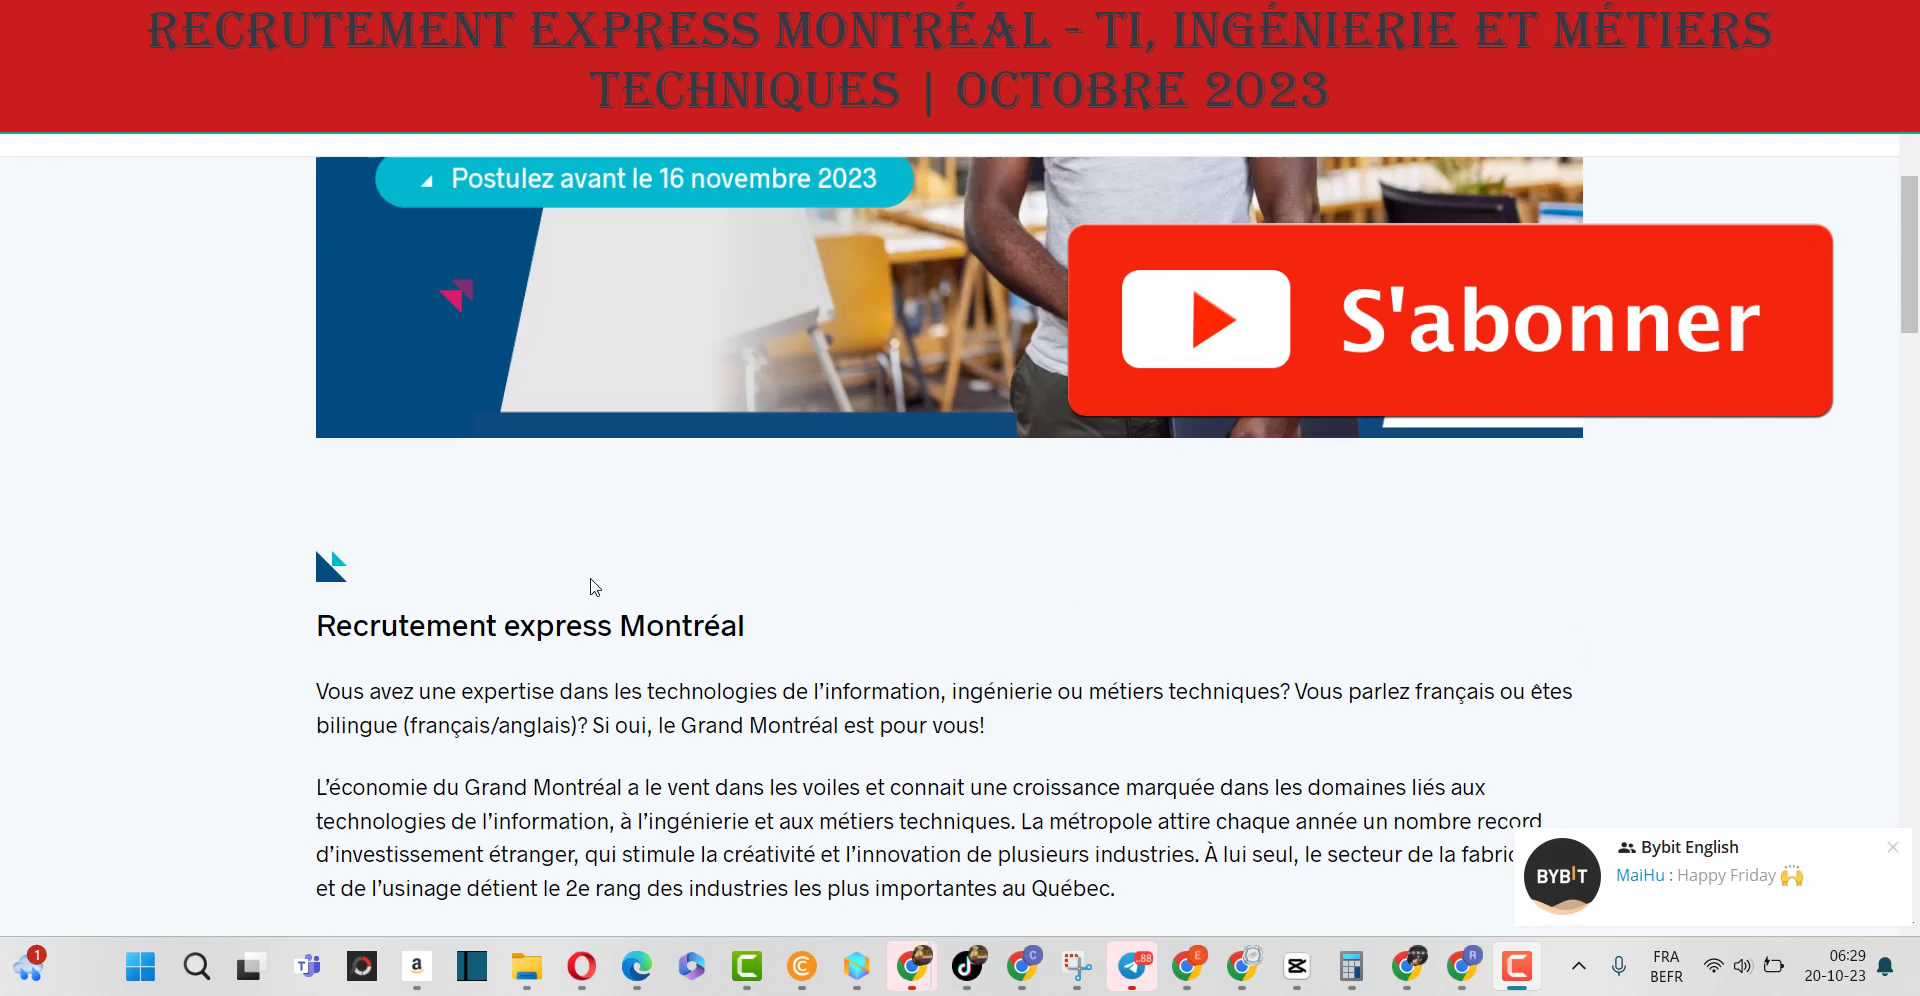 RECRUTEMENT EXPRESS MONTRÉAL - TI, INGÉNIERIE ET MÉTIERS
TECHNIQUES | OCTOBRE 2023
Postulez avant le 16 novembre 2023
S'abonner
Recrutement express Montréal
Vous avez une expertise dans les technologies de l’information, ingénierie ou métiers techniques? Vous parlez français ou êtes
bilingue (français/anglais)? Si oui, le Grand Montréal est pour vous!
L’économie du Grand Montréal a le vent dans les voiles et connait une croissance marquée dans les domaines liés aux
technologies de l’information, à l’ingénierie et aux métiers techniques. La métropole attire chaque année un nombre record
d’investissement étranger, qui stimule la créativité et l’innovation de plusieurs industries. À lui seul, le secteur de la
et de l’usinage détient le 2e rang des industries les plus importantes au Québec.
BYBIT
Bybit English
MaiHu : Happy Friday 🙌
1
a
88
C
E
R
FRA
BEFR
06:29
20-10-23